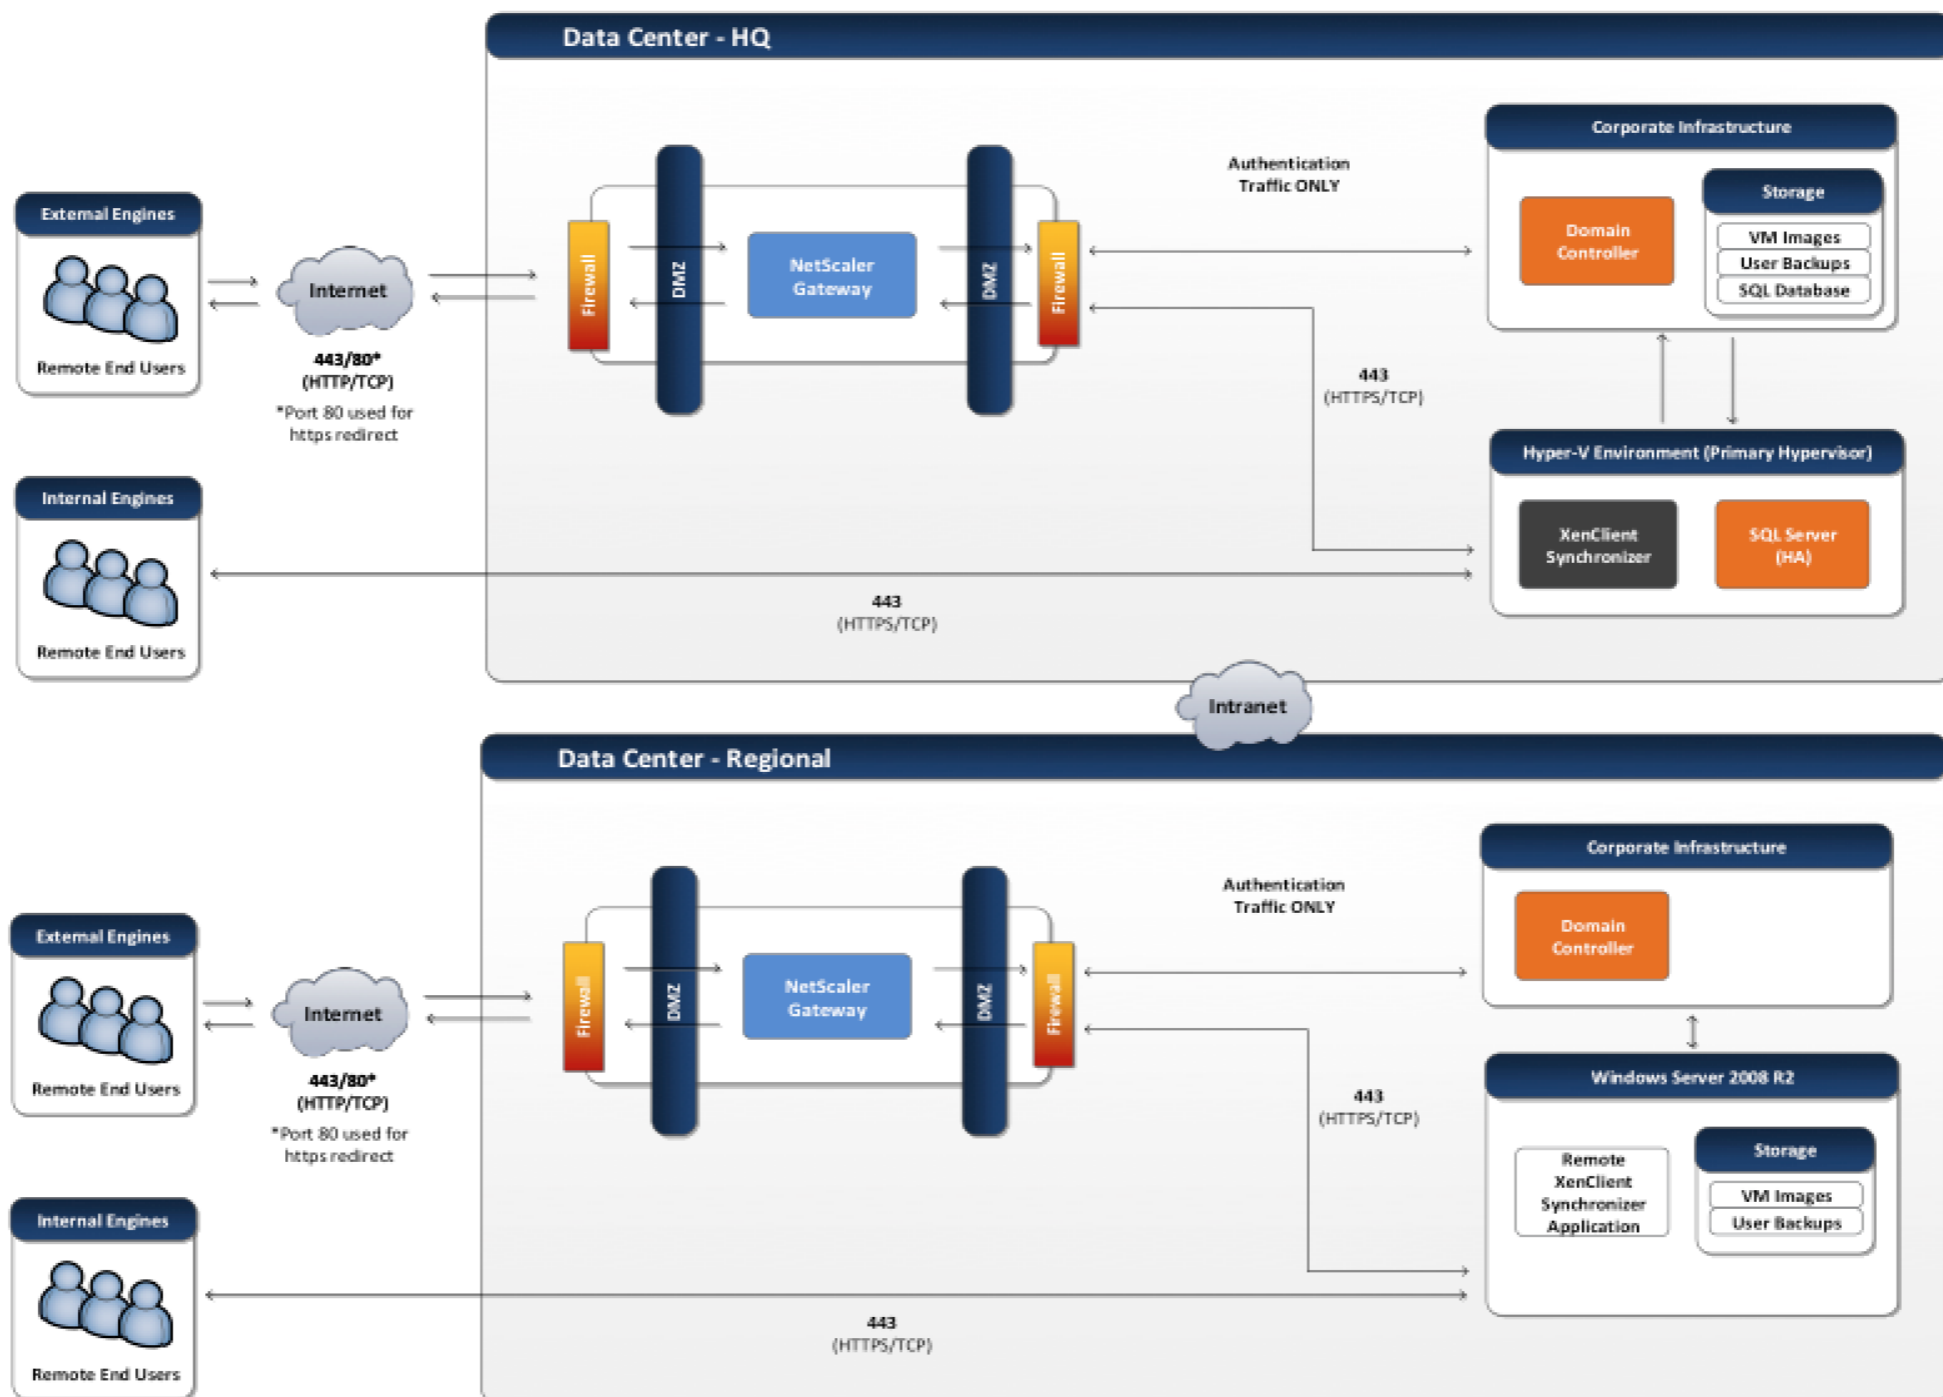 Data Center - HQ
External Engines
Remote End Users
Internet
443/80*
(HTTP/TCP)
*Port 80 used for
https redirect
Firewall
DMZ
NetScaler
Gateway
DMZ
Firewall
Authentication
Traffic ONLY
Corporate Infrastructure
Domain
Controller
Storage
VM Images
User Backups
SQL Database
443
(HTTPS/TCP)
Hyper-V Environment (Primary Hypervisor)
XenClient
Synchronizer
SQL Server
(HA)
Internal Engines
Remote End Users
443
(HTTPS/TCP)
Intranet
Data Center - Regional
External Engines
Remote End Users
Internet
443/80*
(HTTP/TCP)
*Port 80 used for
https redirect
Firewall
DMZ
NetScaler
Gateway
DMZ
Firewall
Authentication
Traffic ONLY
Corporate Infrastructure
Domain
Controller
443
(HTTPS/TCP)
Windows Server 2008 R2
Remote
XenClient
Synchronizer
Application
Storage
VM Images
User Backups
Internal Engines
Remote End Users
443
(HTTPS/TCP)